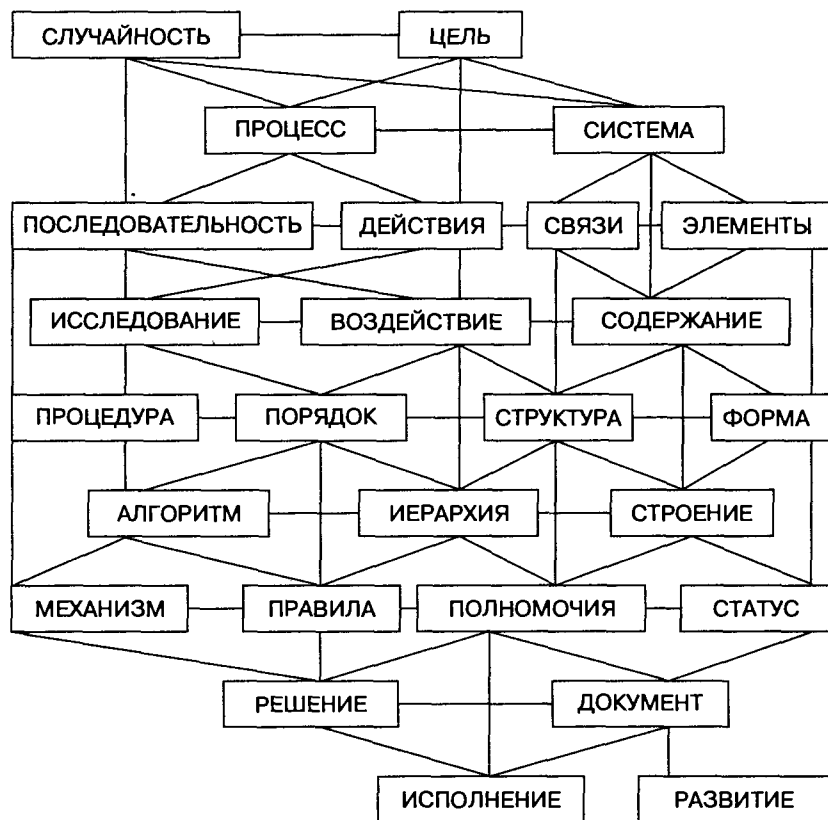 СЛУЧАЙНОСТЬ ЦЕЛЬ
ПРОЦЕСС СИСТЕМА
ПОСЛЕДОВАТЕЛЬНОСТЬ ДЕЙСТВИЯ СВЯЗИ ЭЛЕМЕНТЫ
ИССЛЕДОВАНИЕ ВОЗДЕЙСТВИЕ СОДЕРЖАНИЕ
ПРОЦЕДУРА ПОРЯДОК СТРУКТУРА ФОРМА
АЛГОРИТМ ИЕРАРХИЯ СТРОЕНИЕ
МЕХАНИЗМ ПРАВИЛА ПОЛНОМОЧИЯ СТАТУС
РЕШЕНИЕ ДОКУМЕНТ
ИСПОЛНЕНИЕ РАЗВИТИЕ